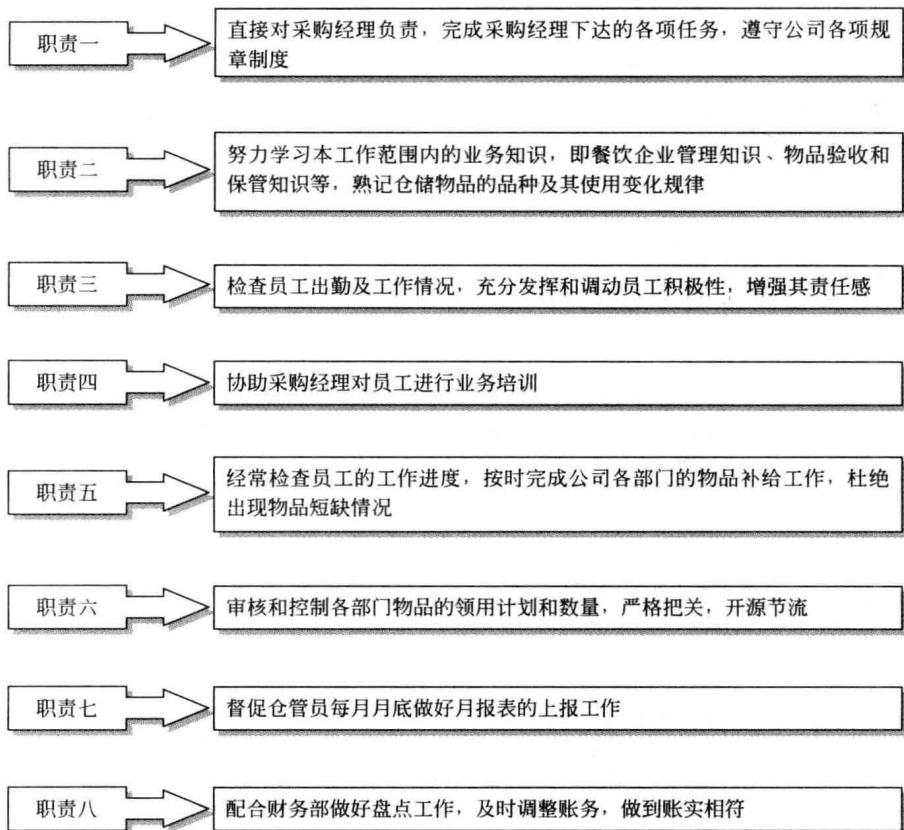 职责一
直接对采购经理负责，完成采购经理下达的各项任务，遵守公司各项规
章制度
职责二
努力学习本工作范围内的业务知识，即餐饮企业管理知识、物品验收和
保管知识等，熟记仓储物品的品种及其使用变化规律
职责三
检查员工出勤及工作情况，充分发挥和调动员工积极性，增强其责任感
职责四
协助采购经理对员工进行业务培训
职责五
经常检查员工的工作进度，按时完成公司各部门的物品补给工作，杜绝
出现物品短缺情况
职责六
审核和控制各部门物品的领用计划和数量，严格把关，开源节流
职责七
督促仓管员每月月底做好月报表的上报工作
职责八
配合财务部做好盘点工作，及时调整账务，做到账实相符